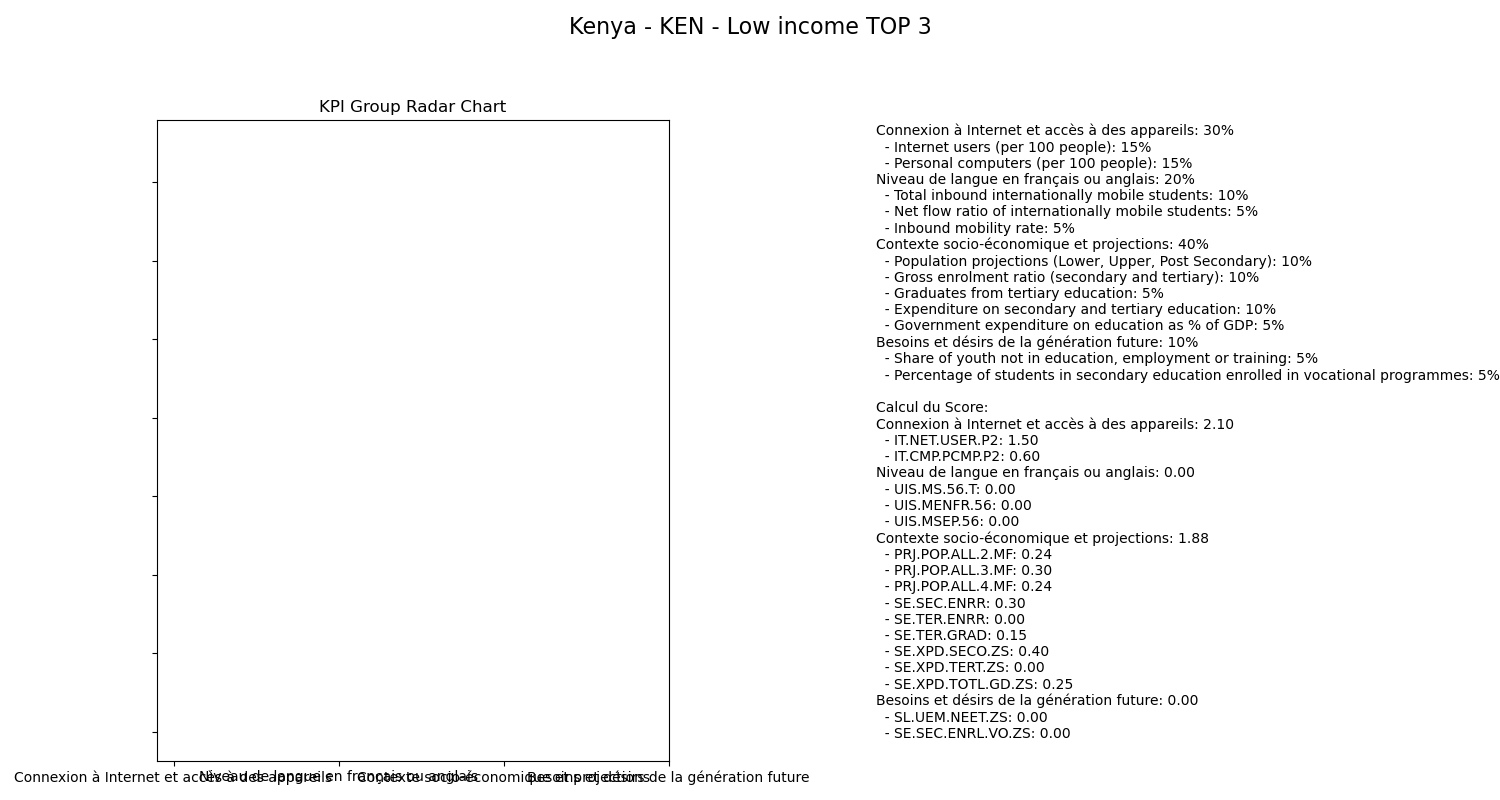 Kenya - KEN - Low income TOP 3
KPI Group Radar Chart
Connexion à Internet et accès à des appareils
Niveau de langue en français ou anglais
Contexte socio-économique et projections
Besoins et désirs de la génération future
Connexion à Internet et accès à des appareils: 30%
- Internet users (per 100 people): 15%
- Personal computers (per 100 people): 15%
Niveau de langue en français ou anglais: 20%
- Total inbound internationally mobile students: 10%
- Net flow ratio of internationally mobile students: 5%
- Inbound mobility rate: 5%
Contexte socio-économique et projections: 40%
- Population projections (Lower, Upper, Post Secondary): 10%
- Gross enrolment ratio (secondary and tertiary): 10%
- Graduates from tertiary education: 5%
- Expenditure on secondary and tertiary education: 10%
- Government expenditure on education as % of GDP: 5%
Besoins et désirs de la génération future: 10%
- Share of youth not in education, employment or training: 5%
- Percentage of students in secondary education enrolled in vocational programmes: 5%
Calcul du Score:
Connexion à Internet et accès à des appareils: 2.10
- IT.NET.USER.P2: 1.50
- IT.CMP.PCMP.P2: 0.60
Niveau de langue en français ou anglais: 0.00
- UIS.MS.56.T: 0.00
- UIS.MENFR.56: 0.00
- UIS.MSEP.56: 0.00
Contexte socio-économique et projections: 1.88
- PRJ.POP.ALL.2.MF: 0.24
- PRJ.POP.ALL.3.MF: 0.30
- PRJ.POP.ALL.4.MF: 0.24
- SE.SEC.ENRR: 0.30
- SE.TER.ENRR: 0.00
- SE.TER.GRAD: 0.15
- SE.XPD.SECO.ZS: 0.40
- SE.XPD.TERT.ZS: 0.00
- SE.XPD.TOTL.GD.ZS: 0.25
Besoins et désirs de la génération future: 0.00
- SL.UEM.NEET.ZS: 0.00
- SE.SEC.ENRL.VO.ZS: 0.00